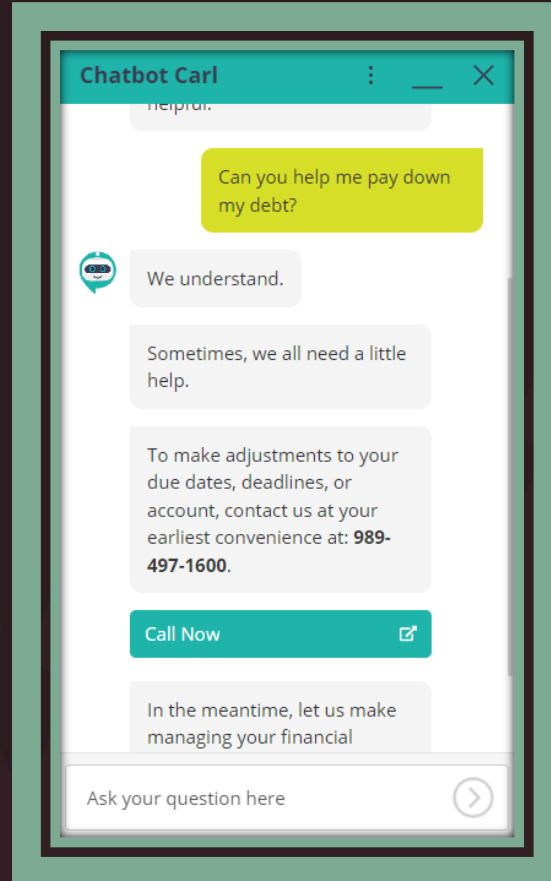 Chatbot Carl
helpful.
Can you help me pay down
my debt?
We understand.
Sometimes, we all need a little
help.
To make adjustments to your
due dates, deadlines, or
account, contact us at your
earliest convenience at: 989-
497-1600.
Call Now
In the meantime, let us make
managing your financial
Ask your question here